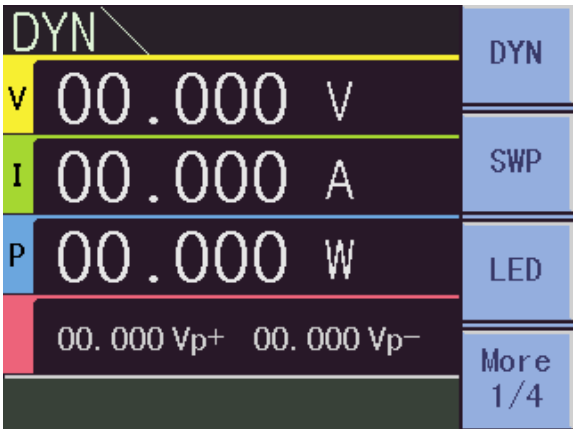 DYN
V 00.000 V
I 00.000 A
P 00.000 W
00.000 Vp+ 00.000 Vp-
DYN
SWP
LED
More
1/4